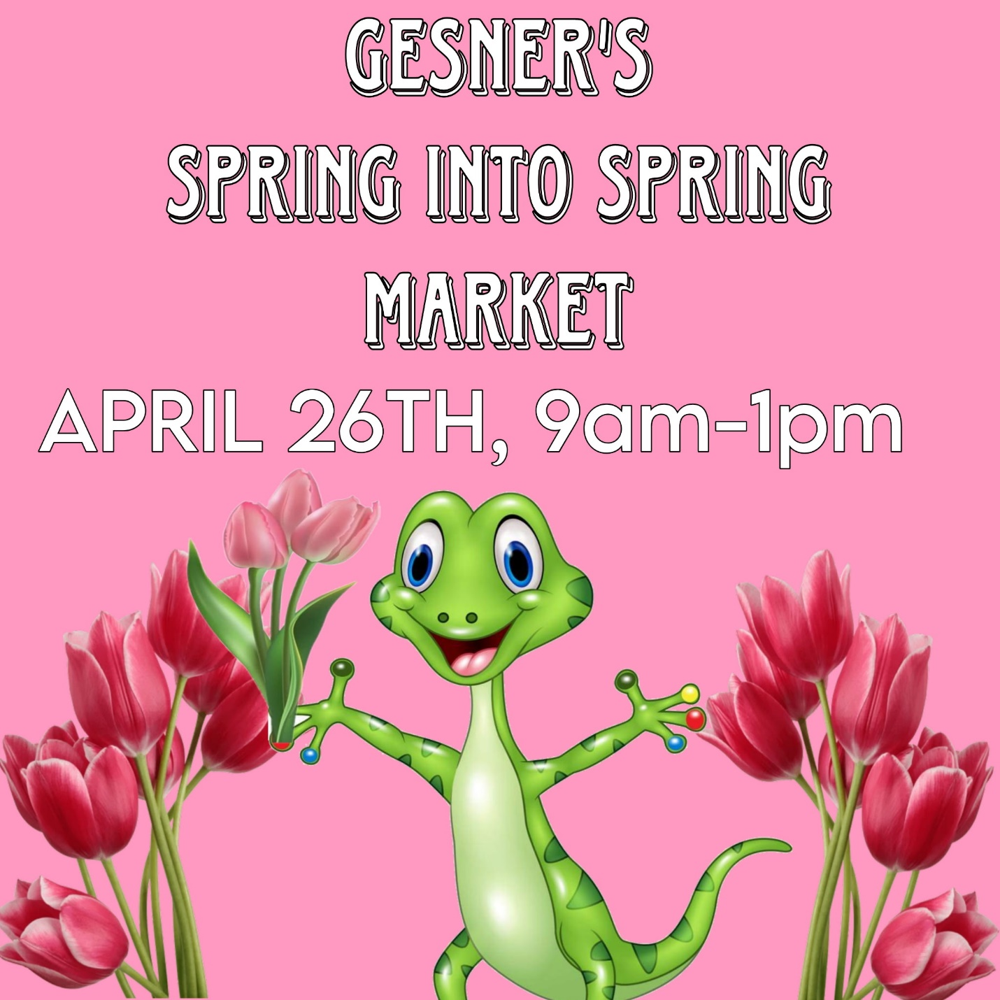 GESNER'S
SPRING INTO SPRING
MARKET
APRIL 26TH, 9am-1pm